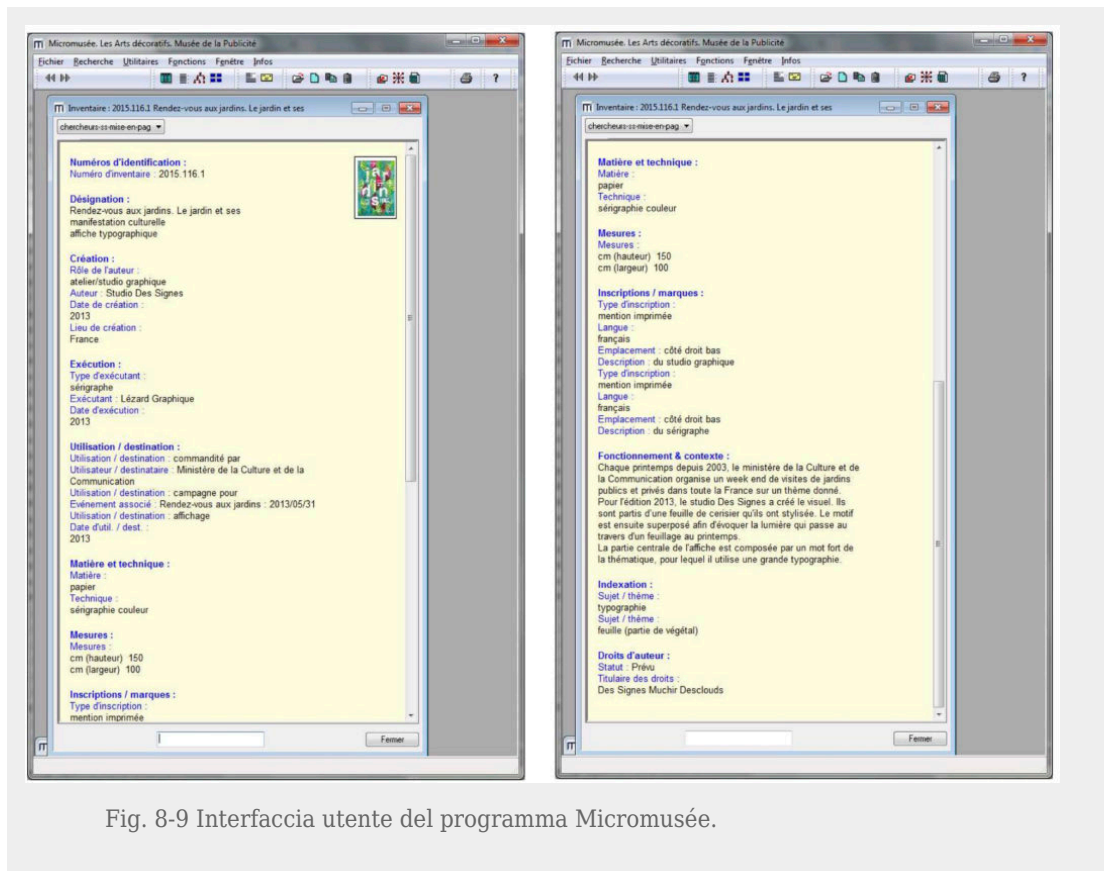 Micromusée. Les Arts décoratifs. Musée de la Publicité
Fichier Recherche Utilitaires Fonctions Fenêtre Infos
Inventaire : 2015.116.1 Rendez-vous aux jardins. Le jardin et ses
chercheurs-ss-mise-en-pag
Numéros d'identification :
Numéro d'inventaire : 2015.116.1
Désignation :
Rendez-vous aux jardins. Le jardin et ses
manifestation culturelle
affiche typographique
Création :
Rôle de l'auteur :
atelier/studio graphique
Auteur : Studio Des Signes
Date de création :
2013
Lieu de création :
France
Exécution :
Type d'exécutant :
sérigraphe
Exécutant : Lézard Graphique
Date d'exécution :
2013
Utilisation / destination :
Utilisation / destination : commandité par
Utilisateur / destinataire : Ministère de la Culture et de la
Communication
Utilisation / destination : campagne pour
Evénement associé : Rendez-vous aux jardins : 2013/05/31
Utilisation / destination : affichage
Date d'util. / dest. :
2013
Matière et technique :
Matière :
papier
Technique :
sérigraphie couleur
Mesures :
Mesures :
cm (hauteur) 150
cm (largeur) 100
Inscriptions / marques :
Type d'inscription :
mention imprimée
Fermer
Micromusée. Les Arts décoratifs. Musée de la Publicité
Fichier Recherche Utilitaires Fonctions Fenêtre Infos
Inventaire : 2015.116.1 Rendez-vous aux jardins. Le jardin et ses
chercheurs-ss-mise-en-pag
Matière et technique :
Matière :
papier
Technique :
sérigraphie couleur
Mesures :
Mesures :
cm (hauteur) 150
cm (largeur) 100
Inscriptions / marques :
Type d'inscription :
mention imprimée
Langue :
français
Emplacement : côté droit bas
Description : du studio graphique
Type d'inscription :
mention imprimée
Langue :
français
Emplacement : côté droit bas
Description : du sérigraphe
Fonctionnement & contexte :
Chaque printemps depuis 2003, le ministère de la Culture et de
la Communication organise un week end de visites de jardins
publics et privés dans toute la France sur un thème donné.
Pour l'édition 2013, le studio Des Signes a créé le visuel. Ils
sont partis d'une feuille de cerisier qu'ils ont stylisée. Le motif
est ensuite superposé afin d'évoquer la lumière qui passe au
travers d'un feuillage au printemps.
La partie centrale de l'affiche est composée par un mot fort de
la thématique, pour lequel il utilise une grande typographie.
Indexation :
Sujet / thème :
typographie
Sujet / thème :
feuille (partie de végétal)
Droits d'auteur :
Statut : Prévu
Titulaire des droits :
Des Signes Muchir Desclouds
Fermer
Fig. 8-9 Interfaccia utente del programma Micromusée.